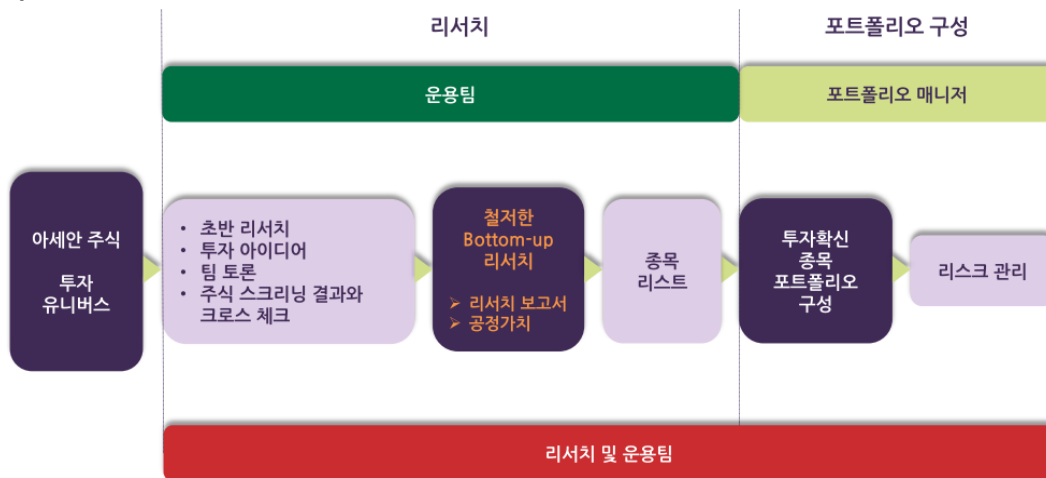 리서치
포트폴리오 구성
운용팀
포트폴리오 매니저
아세안 주식
투자
유니버스
• 초반 리서치
• 투자 아이디어
• 팀 토론
• 주식 스크리닝 결과와
크로스 체크
철저한
Bottom-up
리서치
➢ 리서치 보고서
➢ 공정가치
종목
리스트
투자확신
종목
포트폴리오
구성
리스크 관리
리서치 및 운용팀